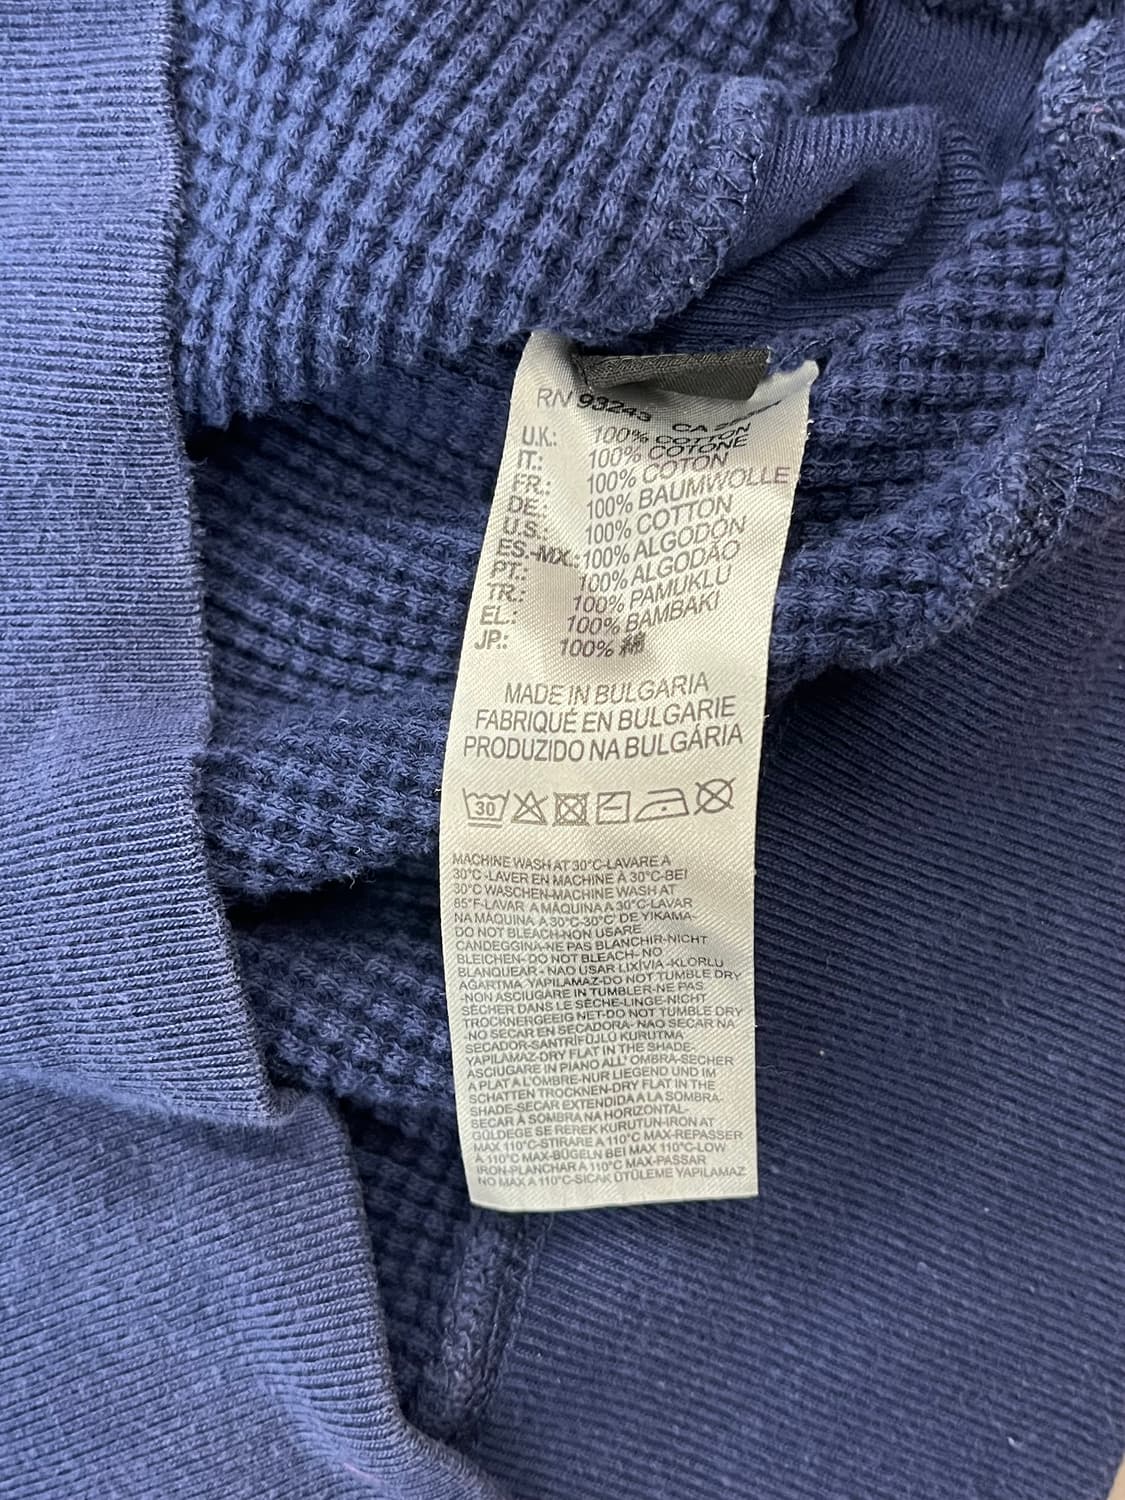 RN 93243 CA
U.K.: 100% COTTON
IT.: 100% COTONE
FR.: 100% COTON
DE.: 100% BAUMWOLLE
U.S.: 100% COTTON
ES.-MX.: 100% ALGODÓN
PT.: 100% ALGODÃO
TR.: 100% PAMUKLU
EL.: 100% BAMBAKI
JP.: 100% 綿
MADE IN BULGARIA
FABRIQUÉ EN BULGARIE
PRODUZIDO NA BULGÁRIA
30
MACHINE WASH AT 30°C-LAVARE A
30°C -LAVER EN MACHINE À 30°C-BEI
30°C WASCHEN-MACHINE WASH AT
85°F-LAVAR A MÁQUINA A 30°C-LAVAR
NA MÁQUINA A 30°C-30°C' DE YIKAMA-
DO NOT BLEACH-NON USARE
CANDEGGINA-NE PAS BLANCHIR-NICHT
BLEICHEN- DO NOT BLEACH- NO
BLANQUEAR - NAO USAR LIXÍVIA -KLORLU
AĞARTMA YAPILAMAZ-DO NOT TUMBLE DRY
-NON ASCIUGARE IN TUMBLER-NE PAS
SÉCHER DANS LE SÈCHE-LINGE-NICHT
TROCKNERGEEIG NET-DO NOT TUMBLE DRY
-NO SECAR EN SECADORA- NAO SECAR NA
SECADOR-SANTRİFÜJLÜ KURUTMA
YAPILAMAZ-DRY FLAT IN THE SHADE-
ASCIUGARE IN PIANO ALL' OMBRA-SECHER
A PLAT A L'OMBRE-NUR LIEGEND UND IM
SCHATTEN TROCKNEN-DRY FLAT IN THE
SHADE-SECAR EXTENDIDA A LA SOMBRA-
SECAR À SOMBRA NA HORIZONTAL-
GÜLDEGE SE REREK KURUTUN-IRON AT
MAX 110°C-STIRARE A 110°C MAX-REPASSER
À 110°C MAX-BÜGELN BEI MAX 110°C-LOW
IRON-PLANCHAR A 110°C MAX-PASSAR
NO MAX A 110°C-SICAK ÜTÜLEME YAPILAMAZ